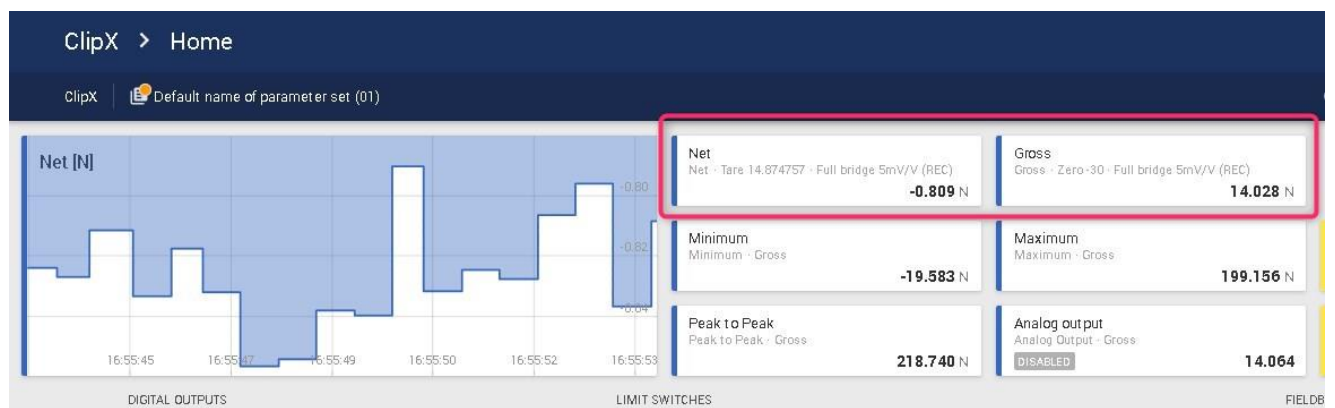 ClipX > Home
ClipX Default name of parameter set (01)
Net [N]
-0.80
-0.82
16:55:45 16:55:47 16:55:49 16:55:50 16:55:52 16:55:53
Net
Net · Tare 14.874757 · Full bridge 5mV/V (REC)
-0.809 N
Gross
Gross · Zero -30 · Full bridge 5mV/V (REC)
14.028 N
Minimum
Minimum · Gross
-19.583 N
Maximum
Maximum · Gross
199.156 N
Peak to Peak
Peak to Peak · Gross
218.740 N
Analog output
Analog Output · Gross
DISABLED 14.064
DIGITAL OUTPUTS LIMIT SWITCHES FIELDB